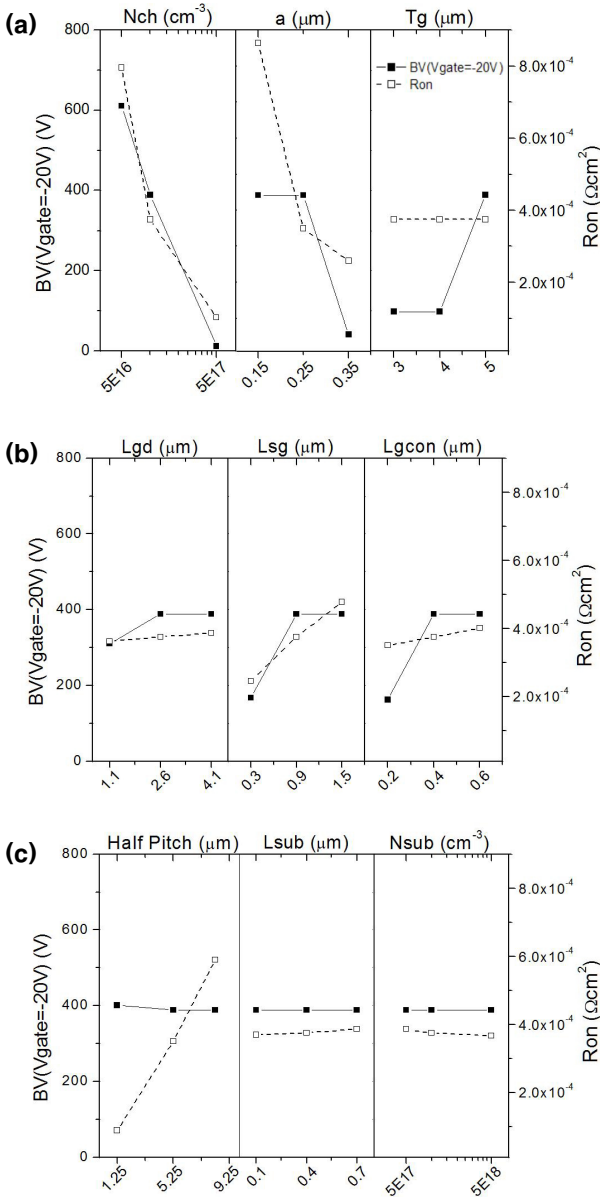 (a)
Nch (cm-3)
a (μm)
Tg (μm)
800
600
400
200
0
BV(Vgate=-20V) (V)
BV(Vgate=-20V)
Ron
8.0x10-4
6.0x10-4
4.0x10-4
2.0x10-4
Ron (Ωcm2)
5E16
5E17
0.15
0.25
0.35
3
4
5
(b)
Lgd (μm)
Lsg (μm)
Lgcon (μm)
800
600
400
200
0
BV(Vgate=-20V) (V)
8.0x10-4
6.0x10-4
4.0x10-4
2.0x10-4
Ron (Ωcm2)
1.1
2.6
4.1
0.3
0.9
1.5
0.2
0.4
0.6
(c)
Half Pitch (μm)
Lsub (μm)
Nsub (cm-3)
800
600
400
200
0
BV(Vgate=-20V) (V)
8.0x10-4
6.0x10-4
4.0x10-4
2.0x10-4
Ron (Ωcm2)
1.25
5.25
9.25
0.1
0.4
0.7
5E17
5E18